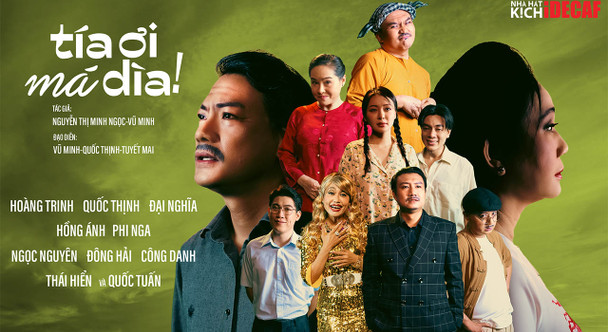 tía ơi
má dìa!
TÁC GIẢ:
NGUYỄN THỊ MINH NGỌC-VŨ MINH
ĐẠO DIỄN:
VŨ MINH-QUỐC THỊNH-TUYẾT MAI
HOÀNG TRINH QUỐC THỊNH ĐẠI NGHĨA
HỒNG ÁNH PHI NGA
NGỌC NGUYÊN ĐÔNG HẢI CÔNG DANH
THÁI HIỂN VÀ QUỐC TUẤN
NHÀ HÁT
KỊCH IDECAF